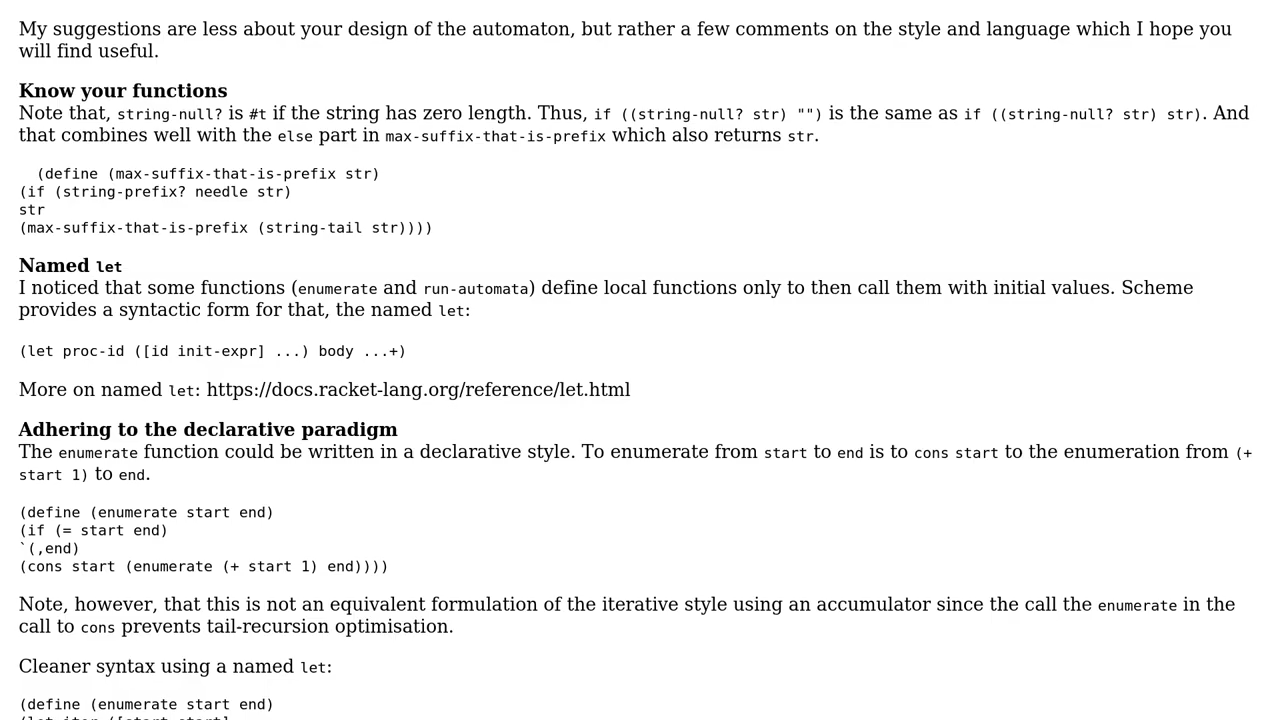 My suggestions are less about your design of the automaton, but rather a few comments on the style and language which I hope you
will find useful.
Know your functions
Note that, string-null? is #t if the string has zero length. Thus, if ((string-null? str) "") is the same as if ((string-null? str) str). And
that combines well with the else part in max-suffix-that-is-prefix which also returns str.
(define (max-suffix-that-is-prefix str)
(if (string-prefix? needle str)
str
(max-suffix-that-is-prefix (string-tail str))))
Named let
I noticed that some functions (enumerate and run-automata) define local functions only to then call them with initial values. Scheme
provides a syntactic form for that, the named let:
(let proc-id ([id init-expr] ...) body ...+)
More on named let: https://docs.racket-lang.org/reference/let.html
Adhering to the declarative paradigm
The enumerate function could be written in a declarative style. To enumerate from start to end is to cons start to the enumeration from (+
start 1) to end.
(define (enumerate start end)
(if (= start end)
`(,end)
(cons start (enumerate (+ start 1) end))))
Note, however, that this is not an equivalent formulation of the iterative style using an accumulator since the call the enumerate in the
call to cons prevents tail-recursion optimisation.
Cleaner syntax using a named let:
(define (enumerate start end)
(let iter ([start start]